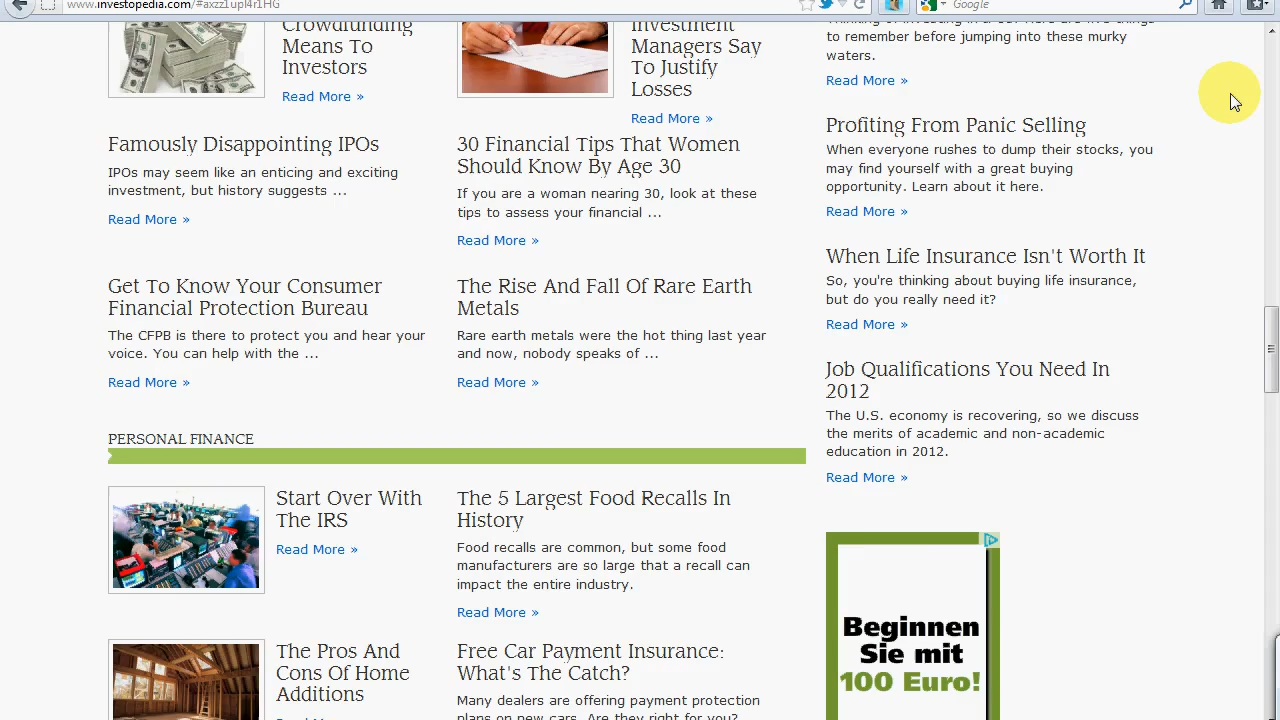 www.investopedia.com/#axzz1upl4r1HG
Google
Crowdfunding
Means To
Investors
Read More »
Investment
Managers Say
To Justify
Losses
Read More »
Famously Disappointing IPOs
IPOs may seem like an enticing and exciting
investment, but history suggests ...
Read More »
30 Financial Tips That Women
Should Know By Age 30
If you are a woman nearing 30, look at these
tips to assess your financial ...
Read More »
Get To Know Your Consumer
Financial Protection Bureau
The CFPB is there to protect you and hear your
voice. You can help with the ...
Read More »
The Rise And Fall Of Rare Earth
Metals
Rare earth metals were the hot thing last year
and now, nobody speaks of ...
Read More »
PERSONAL FINANCE
Start Over With
The IRS
Read More »
The 5 Largest Food Recalls In
History
Food recalls are common, but some food
manufacturers are so large that a recall can
impact the entire industry.
Read More »
The Pros And
Cons Of Home
Additions
Free Car Payment Insurance:
What's The Catch?
Many dealers are offering payment protection
plans on new cars. Are they right for you?
to remember before jumping into these murky
waters.
Read More »
Profiting From Panic Selling
When everyone rushes to dump their stocks, you
may find yourself with a great buying
opportunity. Learn about it here.
Read More »
When Life Insurance Isn't Worth It
So, you're thinking about buying life insurance,
but do you really need it?
Read More »
Job Qualifications You Need In
2012
The U.S. economy is recovering, so we discuss
the merits of academic and non-academic
education in 2012.
Read More »
Beginnen
Sie mit
100 Euro!